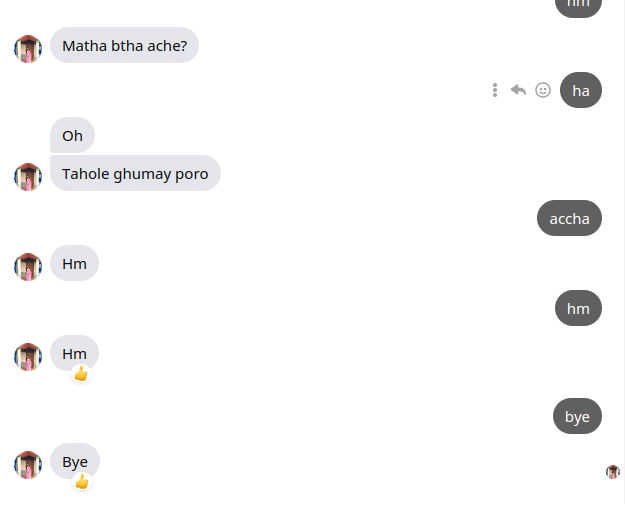 hm
Matha btha ache?
ha
Oh
Tahole ghumay poro
accha
Hm
hm
Hm
bye
Bye